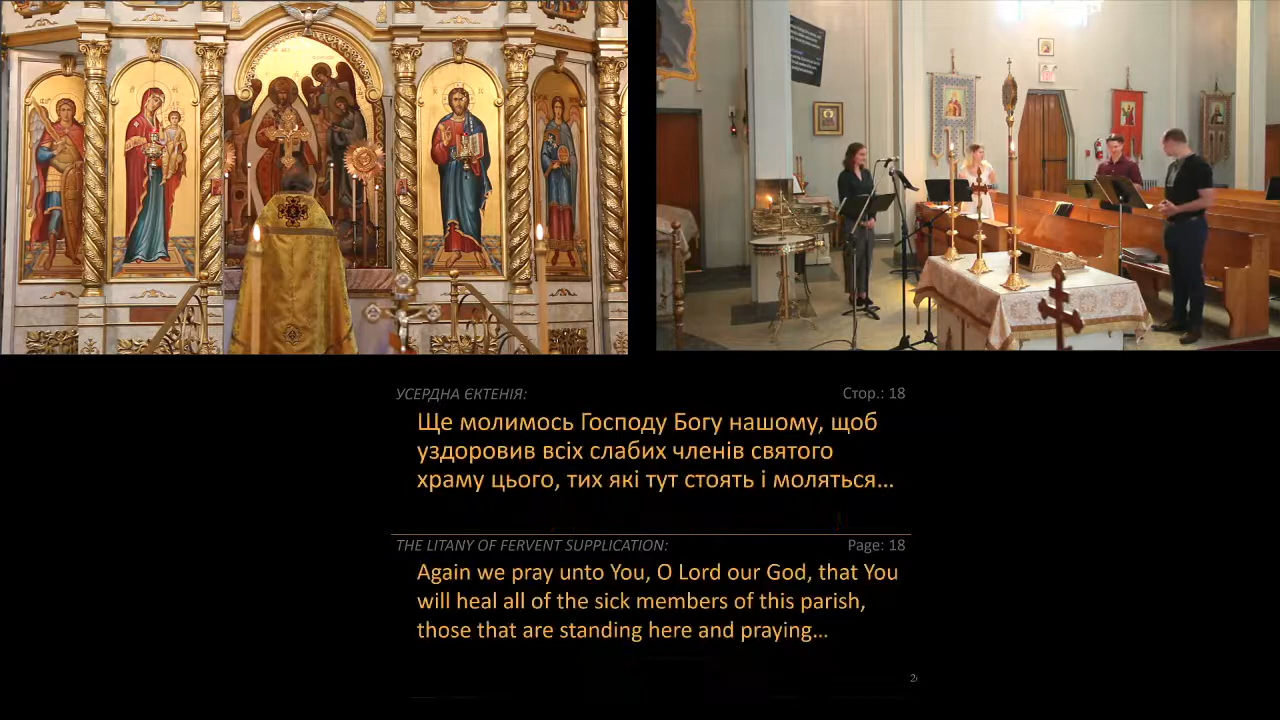 УСЕРДНА ЄКТЕНІЯ: Стор.: 18
Ще молимось Господу Богу нашому, щоб
уздоровив всіх слабих членів святого
храму цього, тих які тут стоять і моляться...
THE LITANY OF FERVENT SUPPLICATION: Page: 18
Again we pray unto You, O Lord our God, that You
will heal all of the sick members of this parish,
those that are standing here and praying...